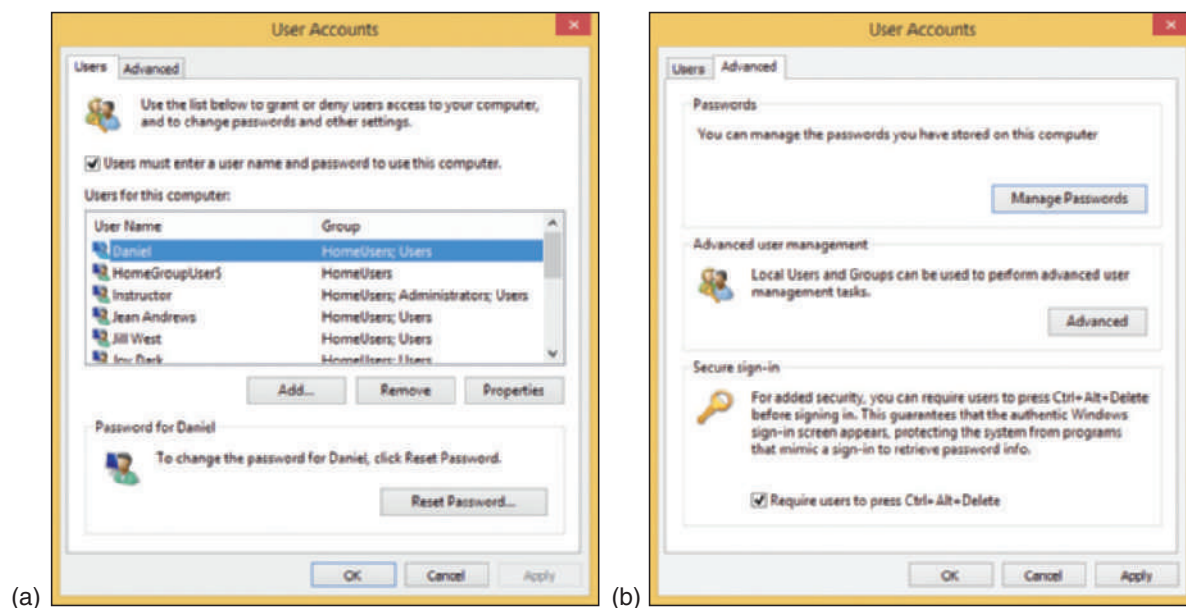 User Accounts
Users Advanced
Use the list below to grant or deny users access to your computer,
and to change passwords and other settings.
Users must enter a user name and password to use this computer.
Users for this computer:
User Name Group
Daniel HomeUsers; Users
HomeGroupUser$ HomeUsers
Instructor HomeUsers; Administrators; Users
Jean Andrews HomeUsers; Users
Jill West HomeUsers; Users
Joy Dark HomeUsers; Users
Add... Remove Properties
Password for Daniel
To change the password for Daniel, click Reset Password.
Reset Password...
OK Cancel Apply
(a)
User Accounts
Users Advanced
Passwords
You can manage the passwords you have stored on this computer
Manage Passwords
Advanced user management
Local Users and Groups can be used to perform advanced user
management tasks.
Advanced
Secure sign-in
For added security, you can require users to press Ctrl+Alt+Delete
before signing in. This guarantees that the authentic Windows
sign-in screen appears, protecting the system from programs
that mimic a sign-in to retrieve password info.
Require users to press Ctrl+Alt+Delete
OK Cancel Apply
(b)